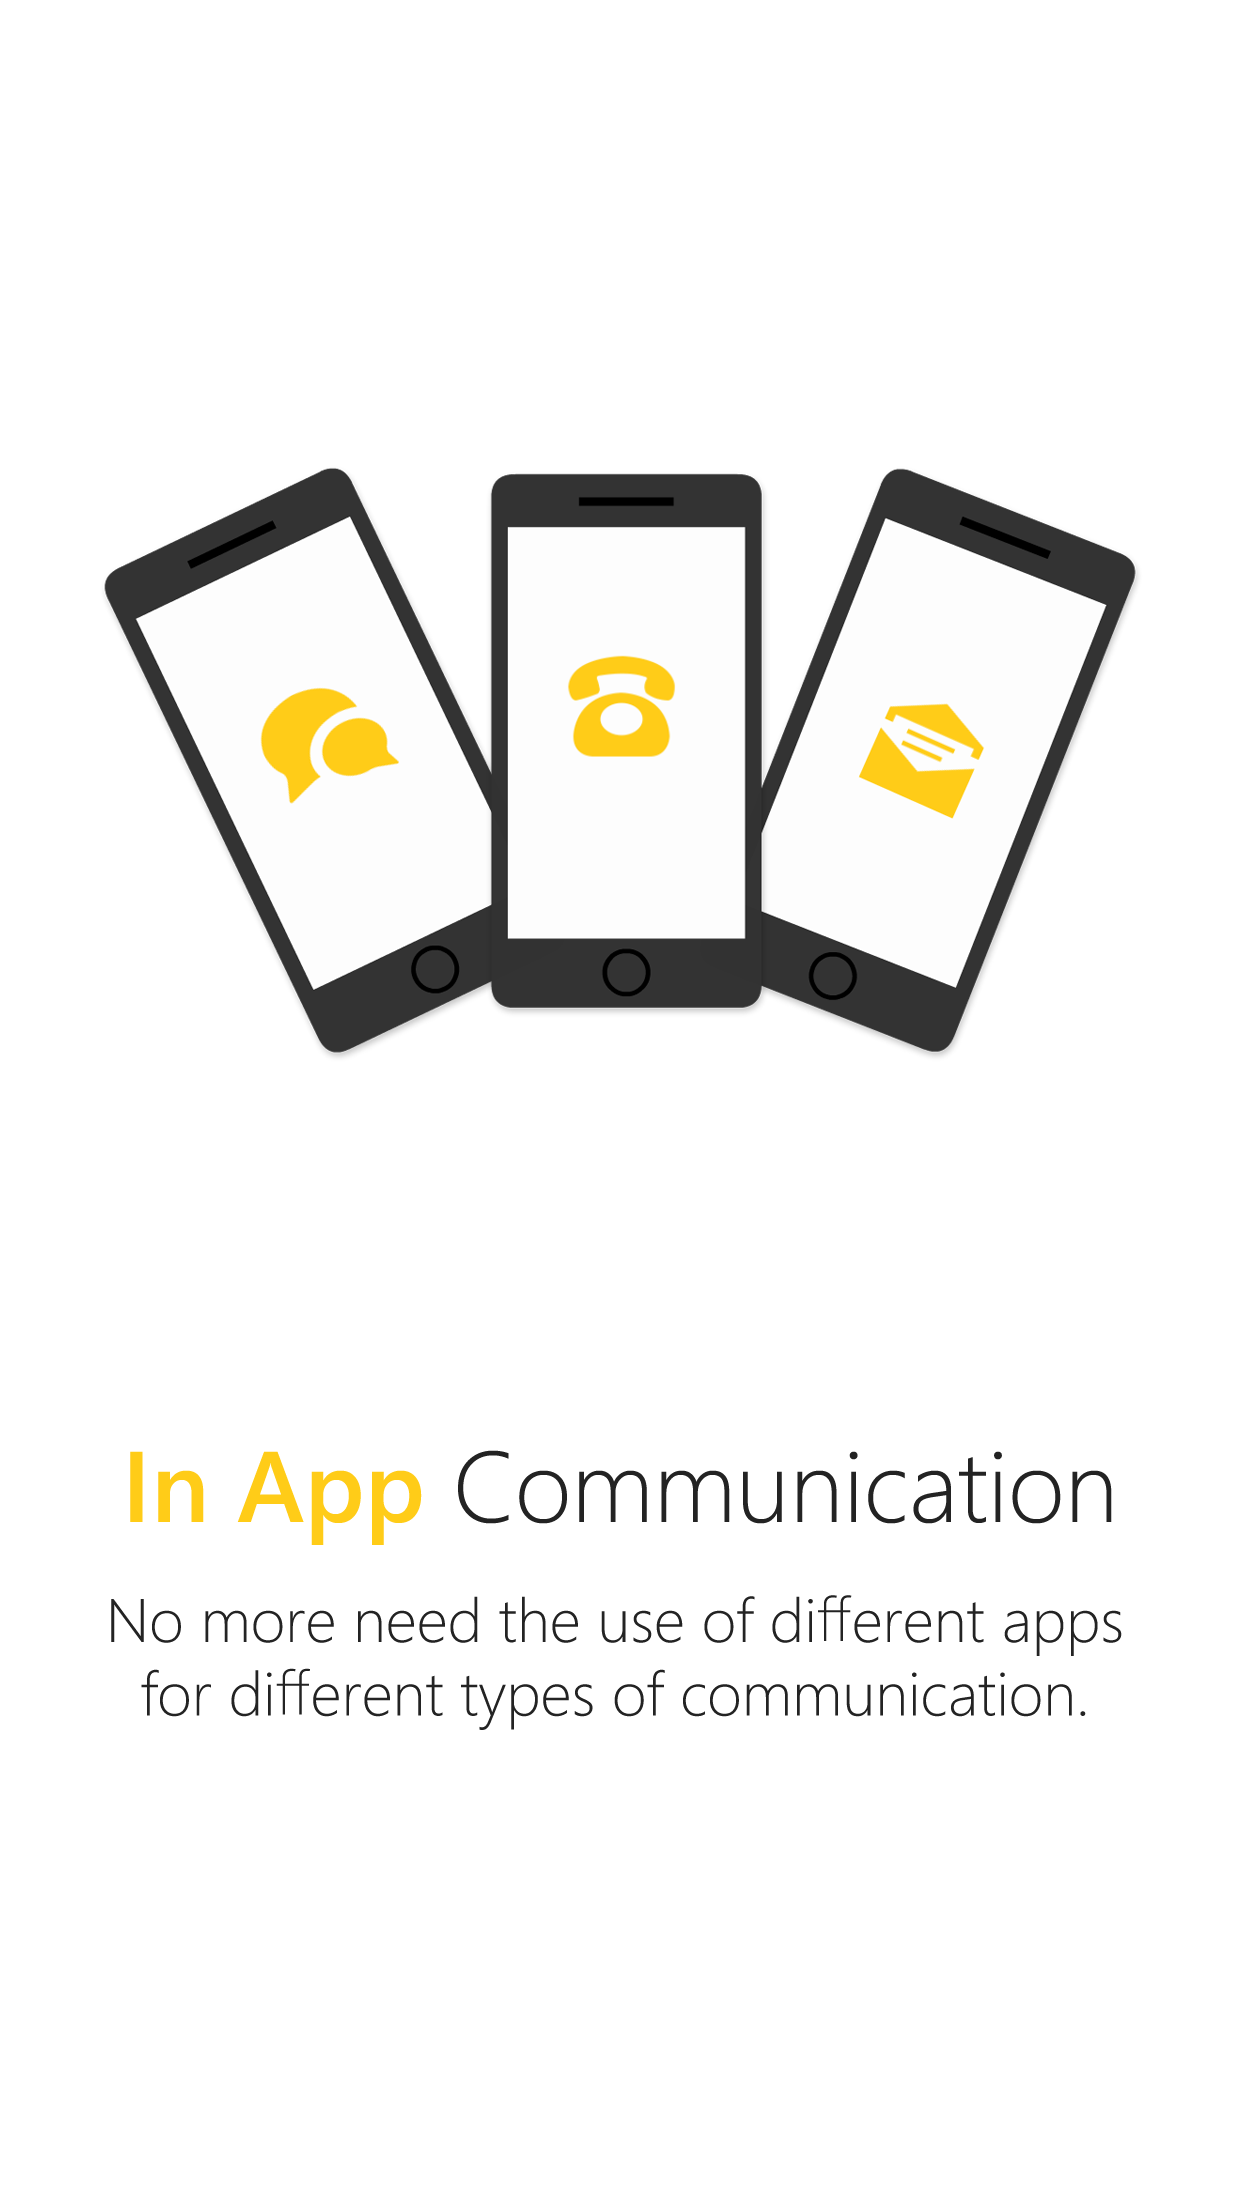 In App Communication
No more need the use of different apps
for different types of communication.